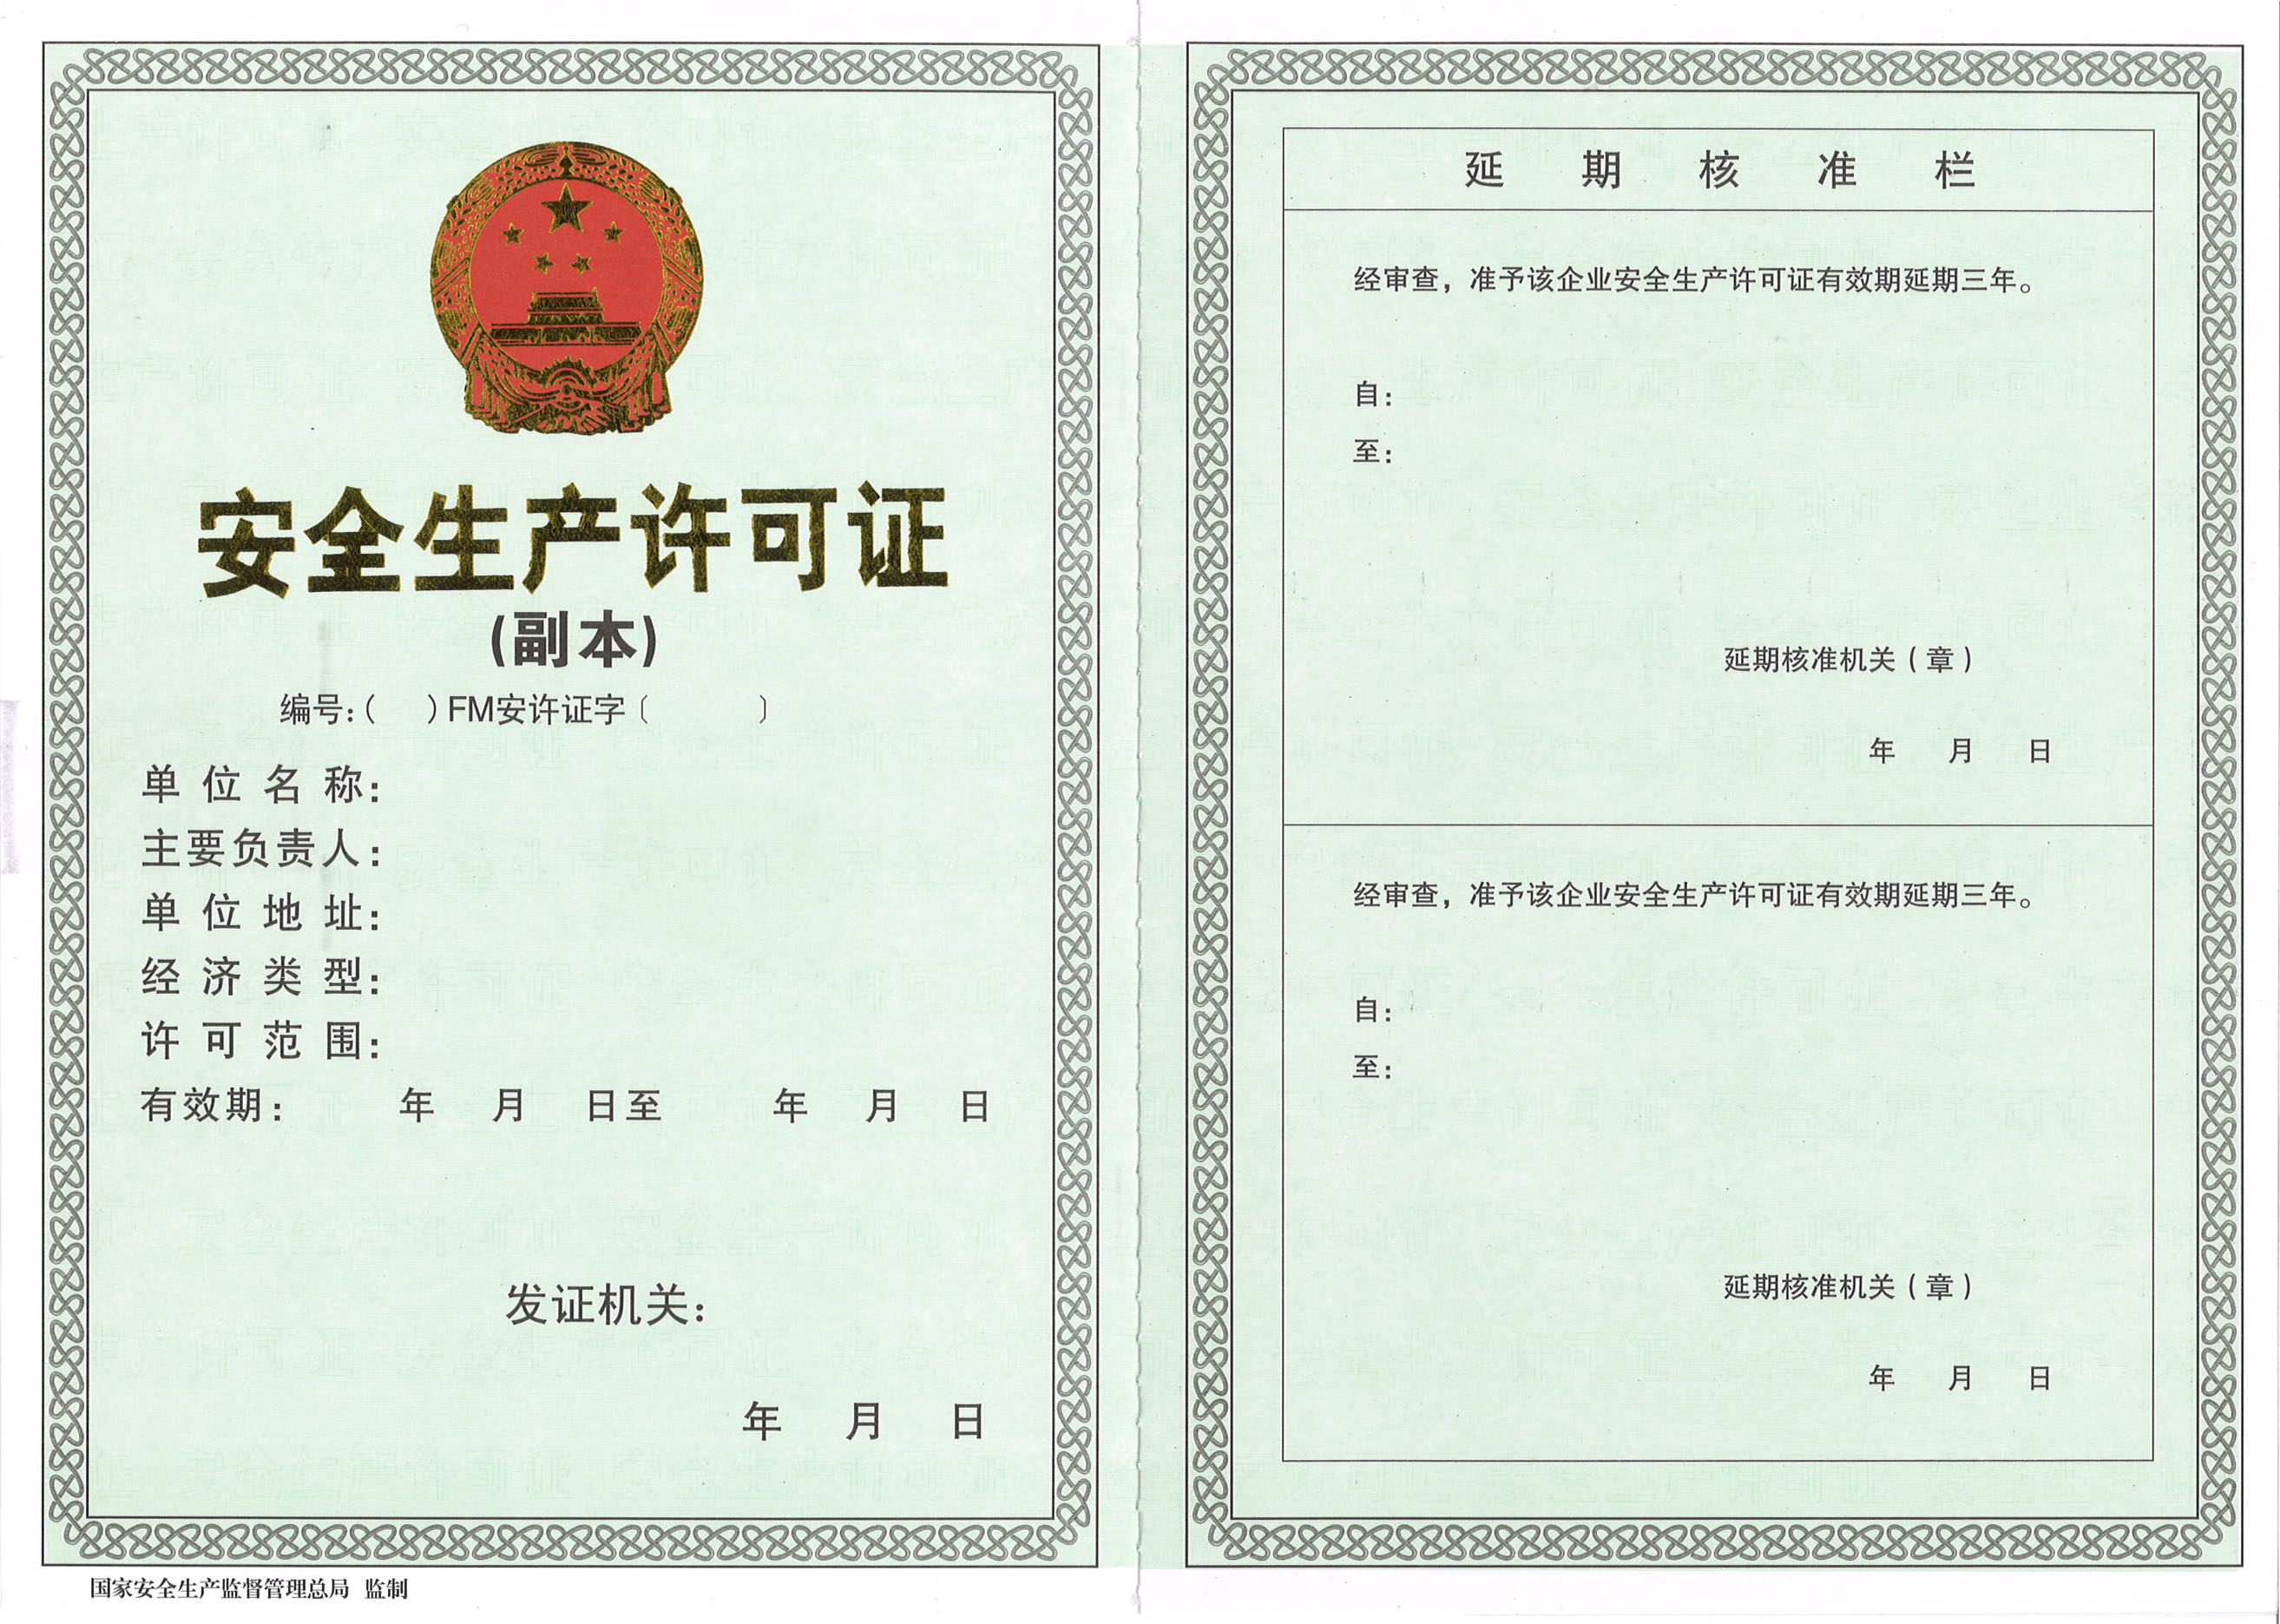 安全生产许可证
(副本)
编号:( )FM安许证字〔 〕
单位名称:
主要负责人:
单位地址:
经济类型:
许可范围:
有效期: 年 月 日至 年 月 日
发证机关:
年 月 日
国家安全生产监督管理总局 监制
延期核准栏
经审查，准予该企业安全生产许可证有效期延期三年。
自:
至:
延期核准机关(章)
年 月 日
经审查，准予该企业安全生产许可证有效期延期三年。
自:
至:
延期核准机关(章)
年 月 日